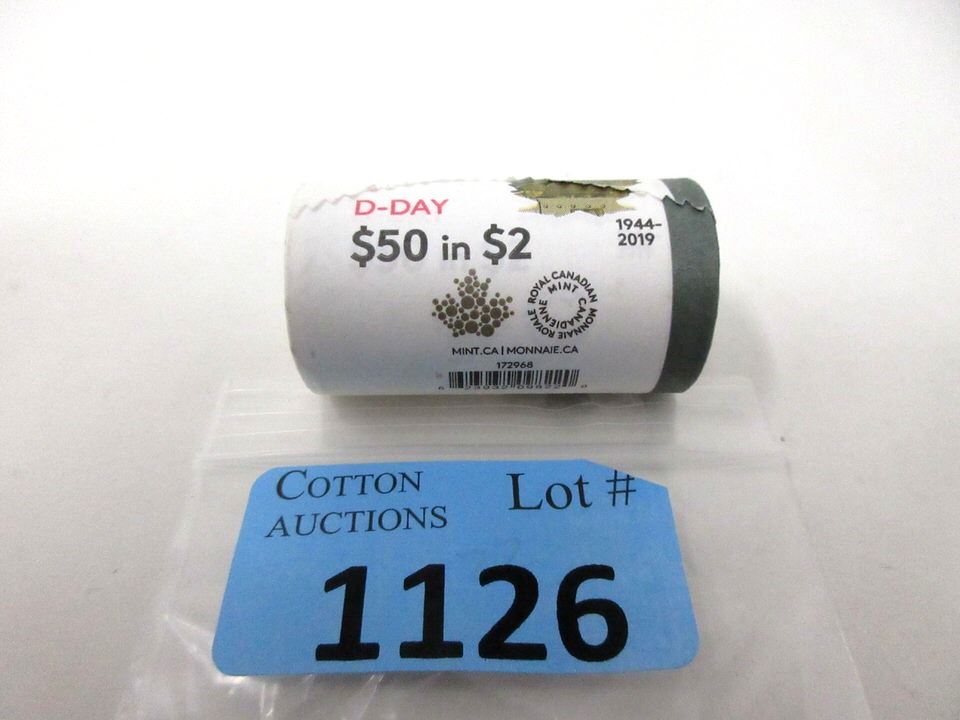 D-DAY
$50 in $2
1944-
2019
ROYAL CANADIAN MINT
MONNAIE ROYALE CANADIENNE
MINT.CA | MONNAIE.CA
172968
COTTON
AUCTIONS
Lot #
1126